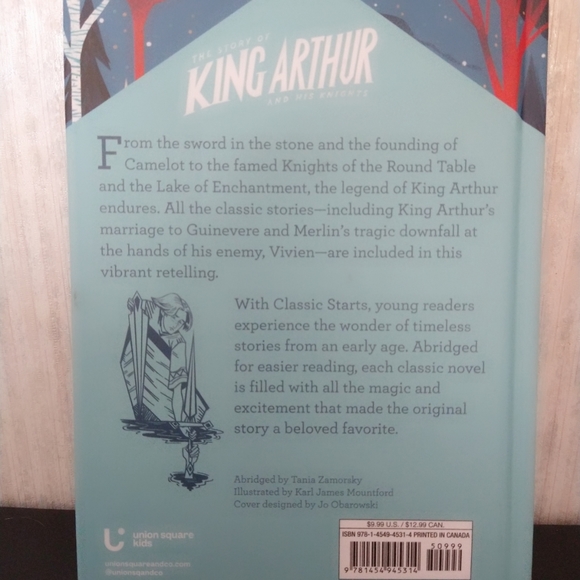 THE STORY OF
KING ARTHUR
AND HIS KNIGHTS
From the sword in the stone and the founding of
Camelot to the famed Knights of the Round Table
and the Lake of Enchantment, the legend of King Arthur
endures. All the classic stories—including King Arthur's
marriage to Guinevere and Merlin's tragic downfall at
the hands of his enemy, Vivien—are included in this
vibrant retelling.
With Classic Starts, young readers
experience the wonder of timeless
stories from an early age. Abridged
for easier reading, each classic novel
is filled with all the magic and
excitement that made the original
story a beloved favorite.
Abridged by Tania Zamorsky
Illustrated by Karl James Mountford
Cover designed by Jo Obarowski
union square
kids
unionsquareandco.com
@unionsqandco
$9.99 U.S. / $12.99 CAN.
ISBN 978-1-4549-4531-4 PRINTED IN CANADA
50999
9 781454 945314